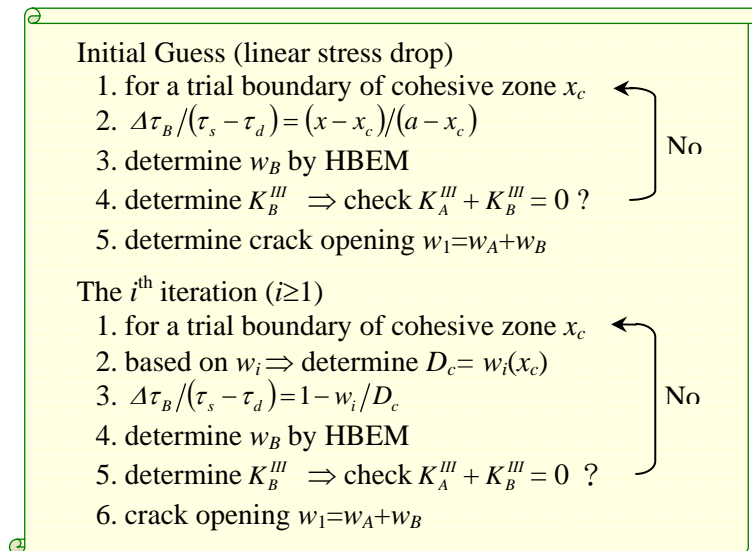 Initial Guess (linear stress drop)
1. for a trial boundary of cohesive zone x_c
2. Δτ_B/(τ_s − τ_d) = (x − x_c)/(a − x_c)
3. determine w_B by HBEM
4. determine K_B^III ⇒ check K_A^III + K_B^III = 0 ?
No
5. determine crack opening w_1=w_A+w_B
The i^th iteration (i≥1)
1. for a trial boundary of cohesive zone x_c
2. based on w_i ⇒ determine D_c= w_i(x_c)
3. Δτ_B/(τ_s − τ_d) = 1 − w_i/D_c
No
4. determine w_B by HBEM
5. determine K_B^III ⇒ check K_A^III + K_B^III = 0 ?
6. crack opening w_1=w_A+w_B